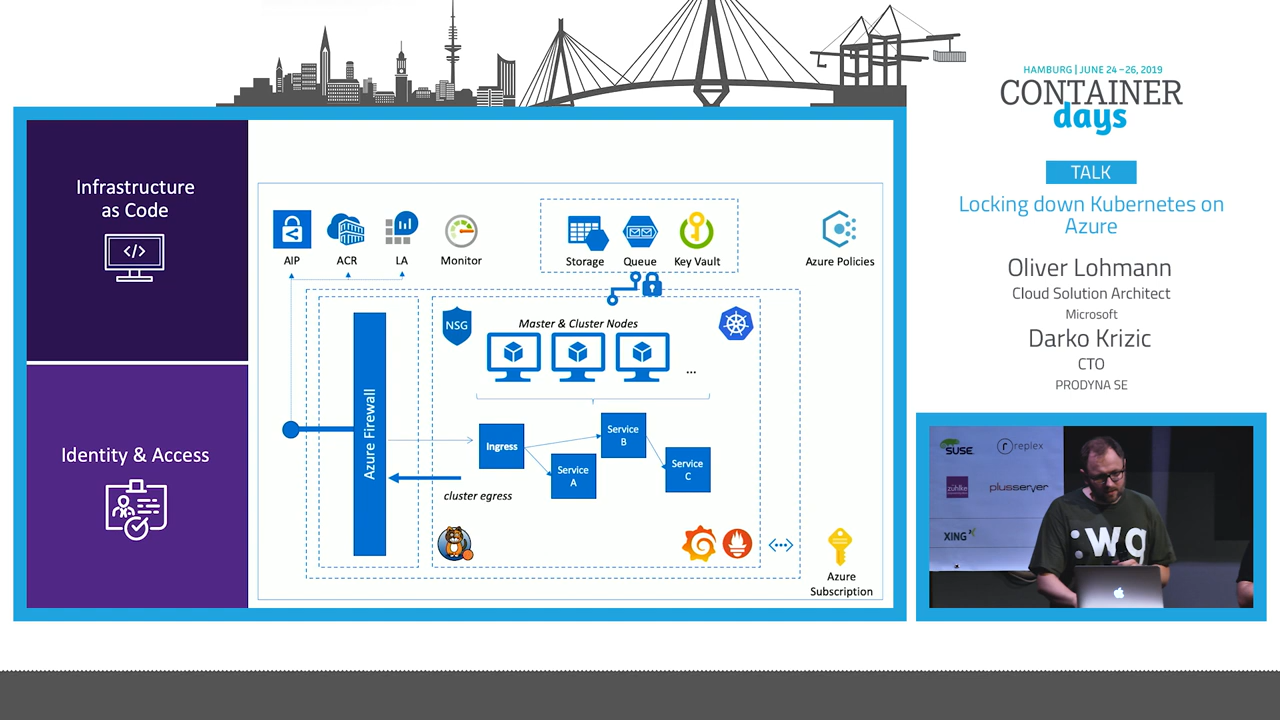 HAMBURG | JUNE 24 – 26, 2019
CONTAINER
days
TALK
Locking down Kubernetes on
Azure
Oliver Lohmann
Cloud Solution Architect
Microsoft
Darko Krizic
CTO
PRODYNA SE
Infrastructure
as Code
Identity & Access
AIP
ACR
LA
Monitor
Storage
Queue
Key Vault
Azure Policies
NSG
Master & Cluster Nodes
...
Azure Firewall
Ingress
Service
A
Service
B
Service
C
cluster egress
Azure
Subscription
SUSE
replex
zühlke
plusserver
XING
:wq